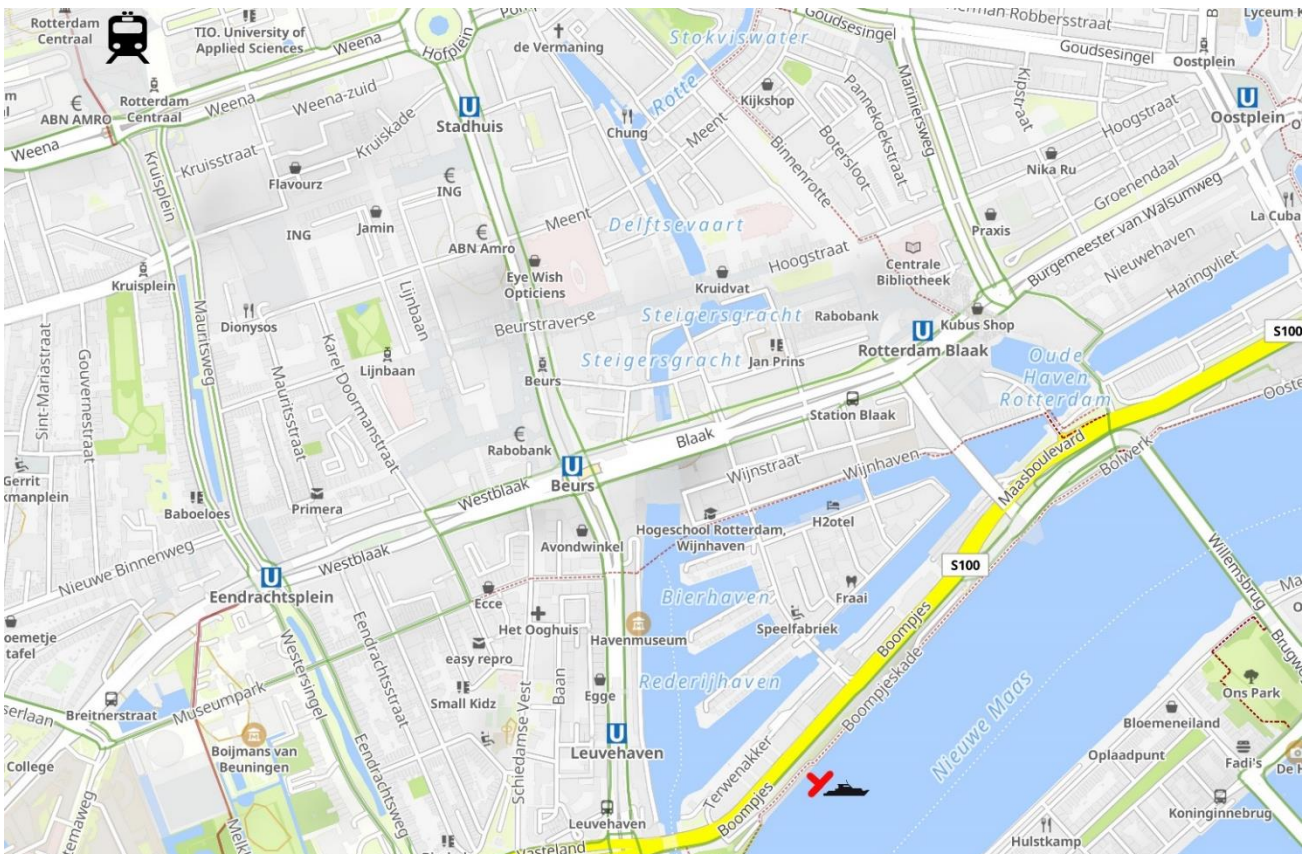 Rotterdam
Centraal
TIO. University of
Applied Sciences
Weena
Hofplein
de Vermaning
Stokviswater
Goudsesingel
Herman Robbersstraat
Goudsesingel
Oostplein
ABN AMRO
Rotterdam
Centraal
Weena
Weena-zuid
U
Stadhuis
Rotte
Kijkshop
Pannekoekstraat
Mariniersweg
Kipstraat
Hoogstraat
U
Oostplein
Weena
Kruisplein
Kruisstraat
Kruiskade
Chung
Meent
Binnenrotte
Botersloot
Nika Ru
Groenendaal
Flavourz
ING
Jamin
ING
ABN Amro
Meent
Delftsevaart
Hoogstraat
Centrale
Bibliotheek
Praxis
Burgemeester van Walsumweg
La Cuba
Nieuwehaven
Haringvliet
Kruisplein
Mauritsweg
Dionysos
Lijnbaan
Eye Wish
Opticiens
Beurstraverse
Kruidvat
Steigersgracht
Rabobank
U
Rotterdam Blaak
Kubus Shop
S100
Sint-Mariastraat
Gouvernestraat
Mauritsstraat
Karel Doormanstraat
Lijnbaan
Beurs
Steigersgracht
Jan Prins
Oude
Haven
Rotterdam
Station Blaak
Rabobank
Blaak
U
Beurs
Wijnstraat
Wijnhaven
Maasboulevard
Bolwerk
Gerrit
kmanplein
Baboeloes
Primera
Westblaak
Avondwinkel
Hogeschool Rotterdam,
Wijnhaven
H2otel
Nieuwe Binnenweg
Westblaak
S100
Willemsbrug
U
Eendrachtsplein
Ecce
Bierhaven
Fraai
oemetje
tafel
Westersingel
Eendrachtsstraat
Het Ooghuis
Havenmuseum
Speelfabriek
Boompjes
Boompjeskade
easy repro
Baan
Egge
Rederijhaven
Ons Park
Museumpark
Breitnerstraat
Small Kidz
Schiedamse-Vest
Nieuwe Maas
Bloemeneiland
serlaan
Boijmans van
Beuningen
U
Leuvehaven
Oplaadpunt
Fadi's
College
Eendrachtsweg
Terwenakker
Boompjes
Koninginnebrug
Leuvehaven
Vasteland
Hulstkamp